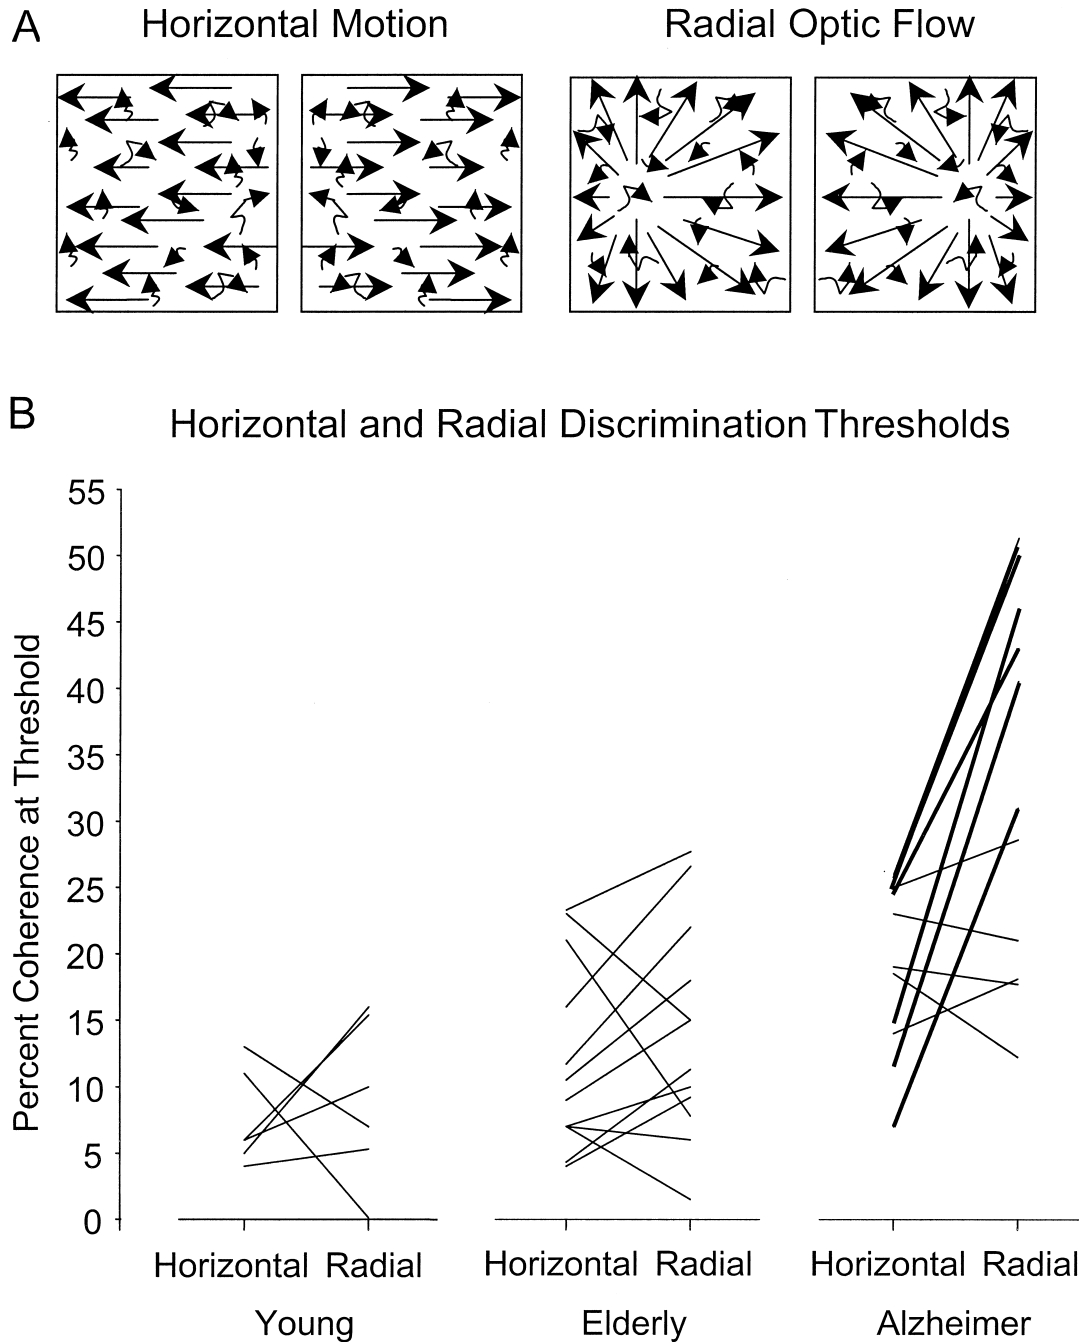 A
Horizontal Motion
Radial Optic Flow
B
Horizontal and Radial Discrimination Thresholds
Percent Coherence at Threshold
55
50
45
40
35
30
25
20
15
10
5
0
Horizontal Radial
Horizontal Radial
Horizontal Radial
Young
Elderly
Alzheimer